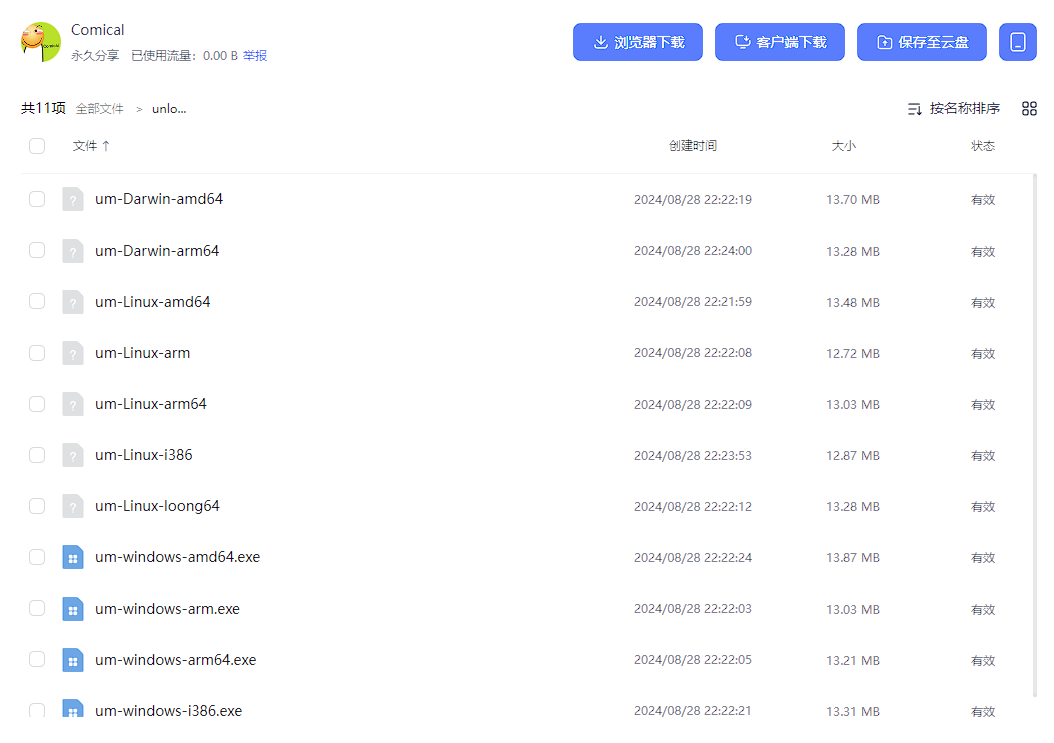 Comical
永久分享 已使用流量: 0.00 B 举报
浏览器下载 客户端下载 保存至云盘
共11项 全部文件 > unlo... 按名称排序
文件 ↑ 创建时间 大小 状态
um-Darwin-amd64 2024/08/28 22:22:19 13.70 MB 有效
um-Darwin-arm64 2024/08/28 22:24:00 13.28 MB 有效
um-Linux-amd64 2024/08/28 22:21:59 13.48 MB 有效
um-Linux-arm 2024/08/28 22:22:08 12.72 MB 有效
um-Linux-arm64 2024/08/28 22:22:09 13.03 MB 有效
um-Linux-i386 2024/08/28 22:23:53 12.87 MB 有效
um-Linux-loong64 2024/08/28 22:22:12 13.28 MB 有效
um-windows-amd64.exe 2024/08/28 22:22:24 13.87 MB 有效
um-windows-arm.exe 2024/08/28 22:22:03 13.03 MB 有效
um-windows-arm64.exe 2024/08/28 22:22:05 13.21 MB 有效
um-windows-i386.exe 2024/08/28 22:22:21 13.31 MB 有效